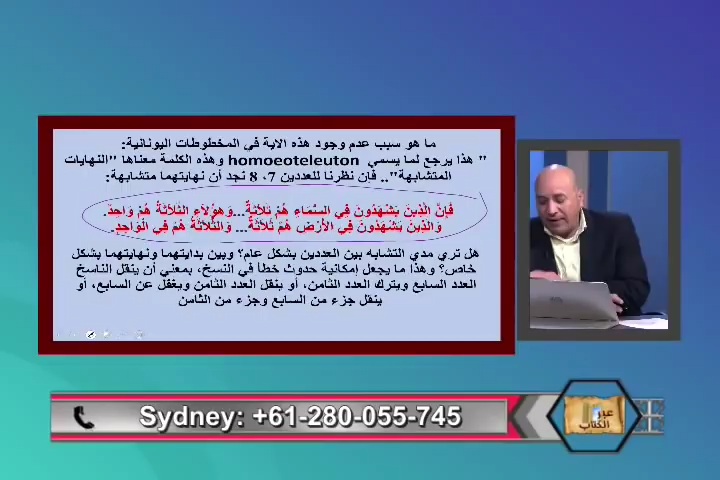 ما هو سبب عدم وجود هذه الاية في المخطوطات اليونانية:
" هذا يرجع لما يسمي homoeoteleuton وهذه الكلمة معناها "النهايات
المتشابهة".. فإن نظرنا للعددين 7، 8 نجد أن نهايتهما متشابهة:
فَإِنَّ الَّذِينَ يَشْهَدُونَ فِي السَّمَاءِ هُمْ ثَلاَثَةٌ...وَهؤُلاَءِ الثَّلاَثَةُ هُمْ وَاحِدٌ.
وَالَّذِينَ يَشْهَدُونَ فِي الأَرْضِ هُمْ ثَلاَثَةٌ... وَالثَّلاَثَةُ هُمْ فِي الْوَاحِدِ.
هل تري مدي التشابه بين العددين بشكل عام؟ وبين بدايتهما ونهايتهما بشكل
خاص؟ وهذا ما يجعل إمكانية حدوث خطأ في النسخ، بمعني أن ينقل الناسخ
العدد السابع ويترك العدد الثامن، أو ينقل العدد الثامن ويغفل عن السابع، أو
ينقل جزء من السابع وجزء من الثامن
Sydney: +61-280-055-745
عبر
الكتاب